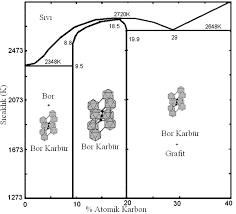 Sıvı
2720K
18.5
2648K
2473
8.8
19.9
29
2348K
9.5
Sıcaklık (K)
2073
Bor
+
Bor Karbür
Bor Karbür
Bor Karbür
+
Grafit
1673
1273
0
10
20
30
40
% Atomik Karbon